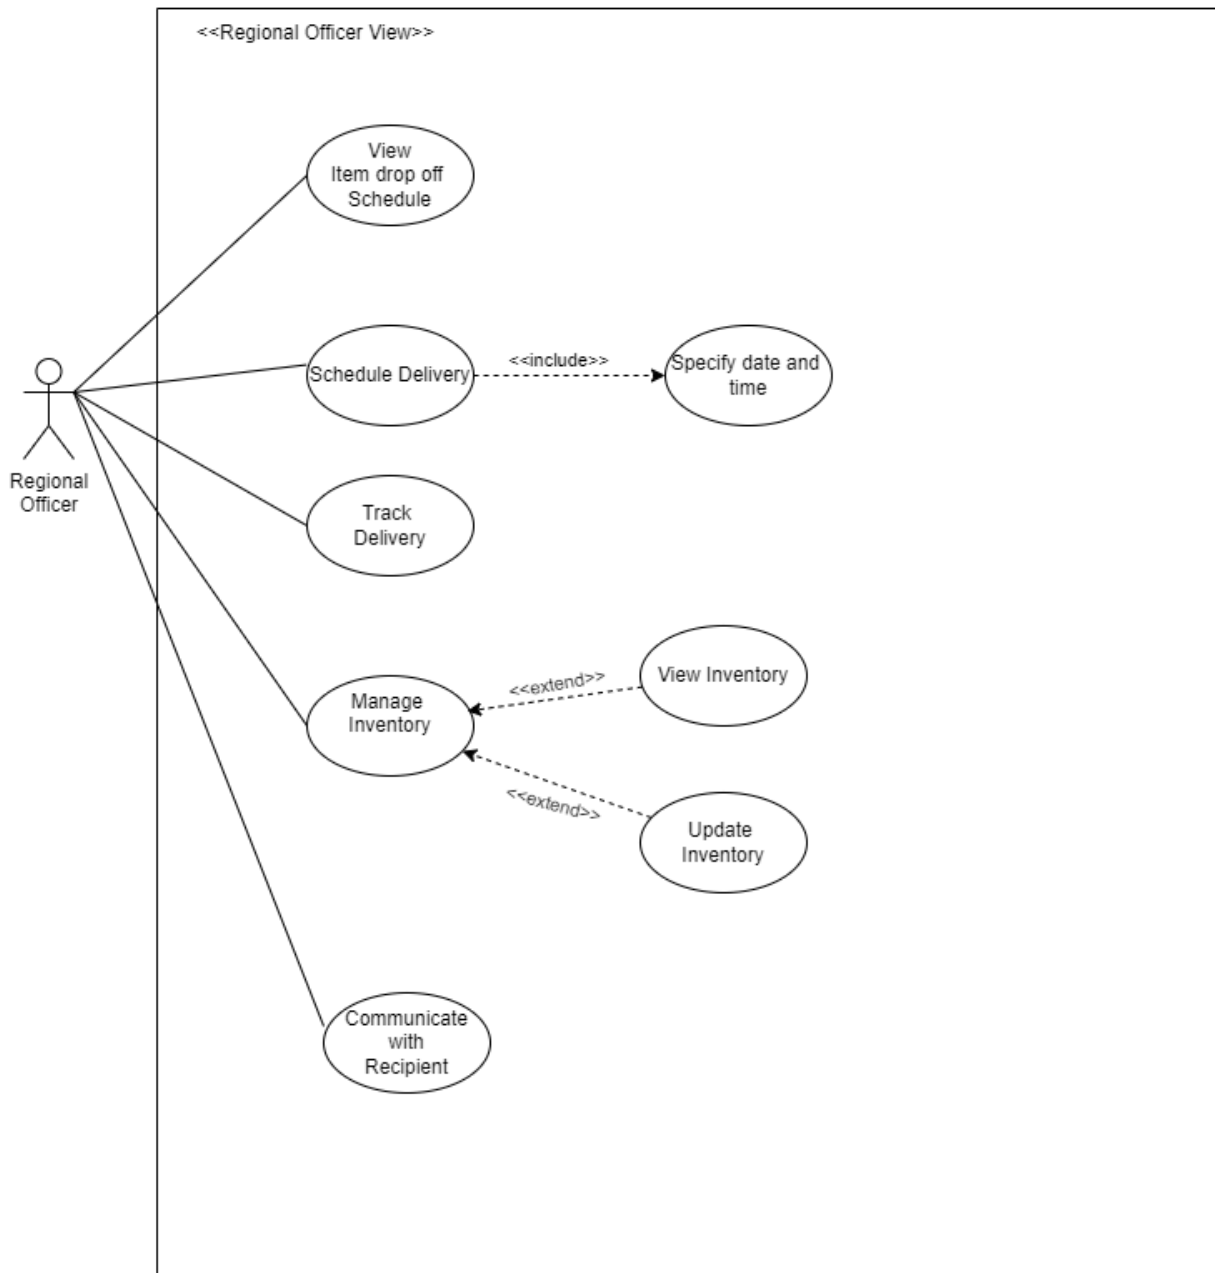 <<Regional Officer View>>
View
Item drop off
Schedule
Schedule Delivery
<<include>>
Specify date and
time
Regional
Officer
Track
Delivery
View Inventory
<<extend>>
Manage
Inventory
<<extend>>
Update
Inventory
Communicate
with
Recipient